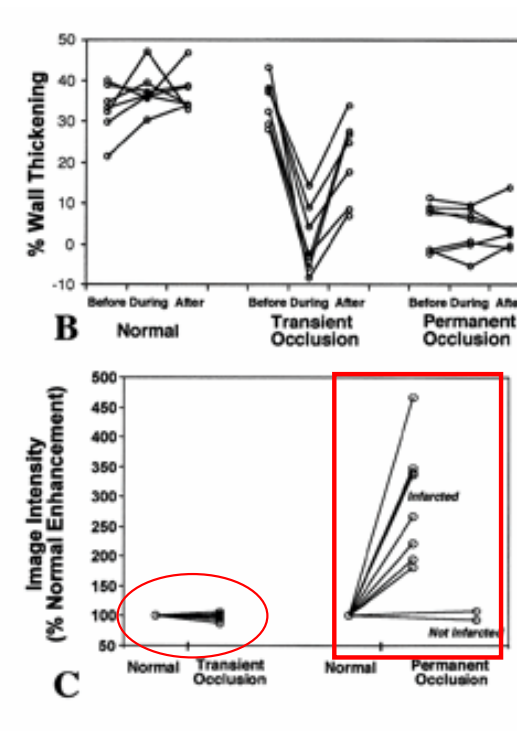 50
40
30
20
10
0
-10
% Wall Thickening
Before During After
Before During After
Before During
B
Normal
Transient
Occlusion
Permanent
Occlusion
500
450
400
350
300
250
200
150
100
50
Image Intensity
(% Normal Enhancement)
Infarcted
Not Infarcted
Normal
Transient
Occlusion
Normal
Permanent
Occlusion
C